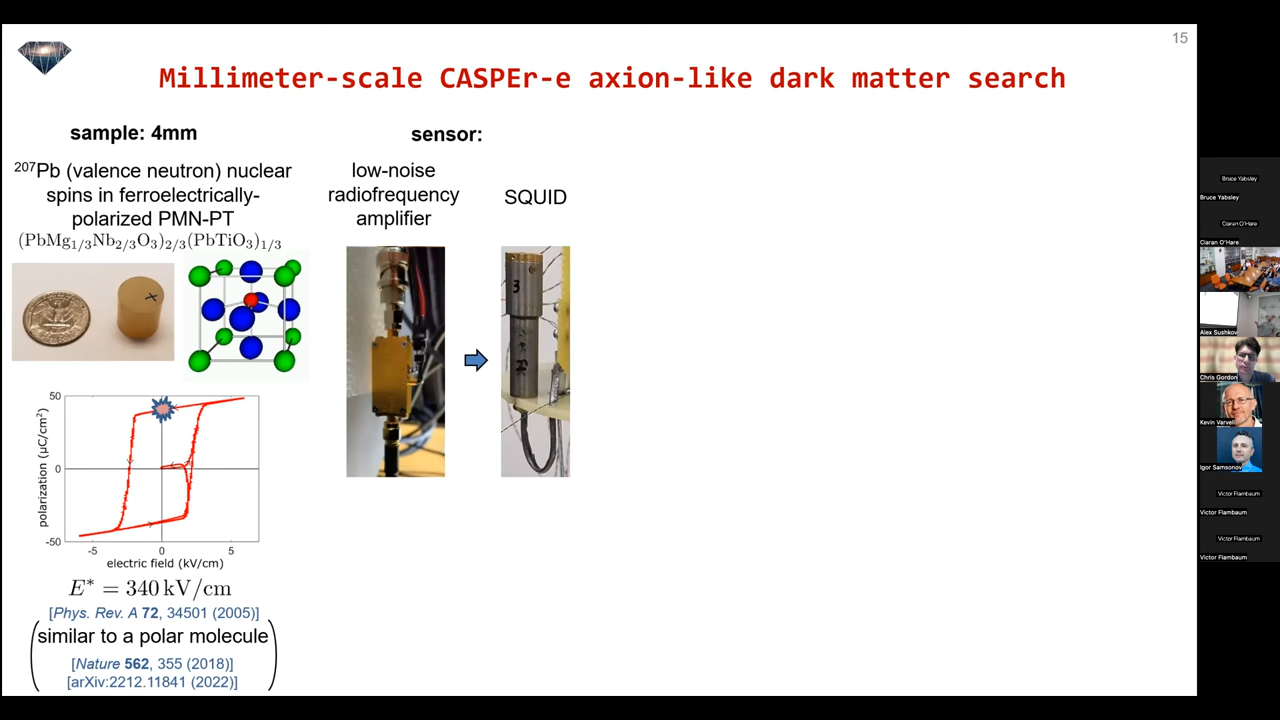 15
Millimeter-scale CASPEr-e axion-like dark matter search
sample: 4mm
²⁰⁷Pb (valence neutron) nuclear
spins in ferroelectrically-
polarized PMN-PT
(PbMg₁/₃Nb₂/₃O₃)₂/₃(PbTiO₃)₁/₃
50
0
-50
polarization (µC/cm²)
-5
0
5
electric field (kV/cm)
E* = 340 kV/cm
[Phys. Rev. A 72, 34501 (2005)]
similar to a polar molecule
[Nature 562, 355 (2018)]
[arXiv:2212.11841 (2022)]
sensor:
low-noise
radiofrequency
amplifier
SQUID
3
Bruce Yabsley
Bruce Yabsley
Ciaran O'Hare
Ciaran O'Hare
Alex Sushkov
Chris Gordon
Kevin Varvell
Igor Samsonov
Victor Flambaum
Victor Flambaum
Victor Flambaum
Victor Flambaum